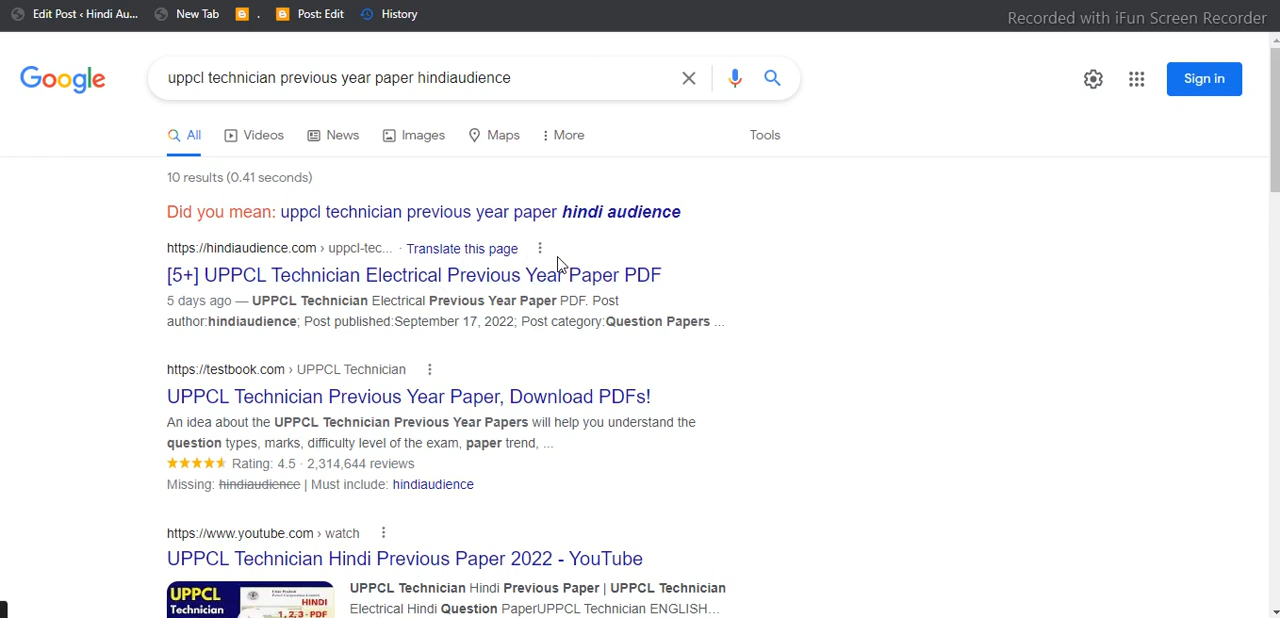 Edit Post ‹ Hindi Au... New Tab . Post: Edit History
Recorded with iFun Screen Recorder
Google
uppcl technician previous year paper hindiaudience
Sign in
All Videos News Images Maps More Tools
10 results (0.41 seconds)
Did you mean: uppcl technician previous year paper hindi audience
https://hindiaudience.com › uppcl-tec... · Translate this page
[5+] UPPCL Technician Electrical Previous Year Paper PDF
5 days ago — UPPCL Technician Electrical Previous Year Paper PDF. Post
author:hindiaudience; Post published:September 17, 2022; Post category:Question Papers ...
https://testbook.com › UPPCL Technician
UPPCL Technician Previous Year Paper, Download PDFs!
An idea about the UPPCL Technician Previous Year Papers will help you understand the
question types, marks, difficulty level of the exam, paper trend, ...
Rating: 4.5 · 2,314,644 reviews
Missing: hindiaudience | Must include: hindiaudience
https://www.youtube.com › watch
UPPCL Technician Hindi Previous Paper 2022 - YouTube
UPPCL
Technician
HINDI
1,2,3 - PDF
UPPCL Technician Hindi Previous Paper | UPPCL Technician
Electrical Hindi Question PaperUPPCL Technician ENGLISH...